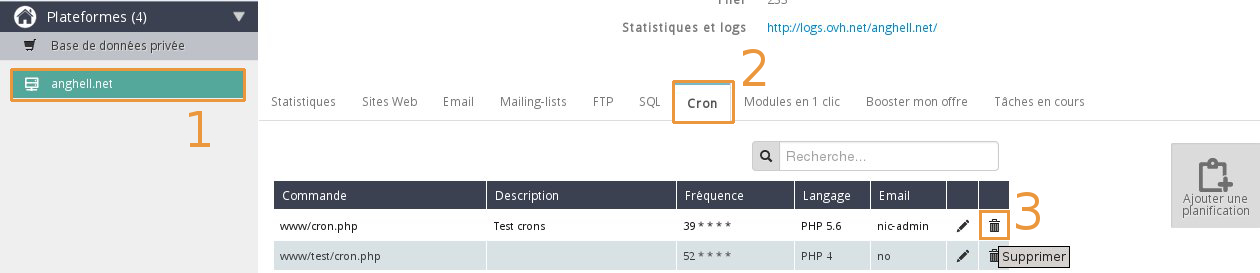 Plateformes (4)
Base de données privée
anghell.net
1
Statistiques et logs http://logs.ovh.net/anghell.net/
2
Statistiques Sites Web Email Mailing-lists FTP SQL Cron Modules en 1 clic Booster mon offre Tâches en cours
Recherche...
Ajouter une
planification
Commande Description Fréquence Langage Email
www/cron.php Test crons 39 * * * * PHP 5.6 nic-admin
3
www/test/cron.php 52 * * * * PHP 4 no
Supprimer